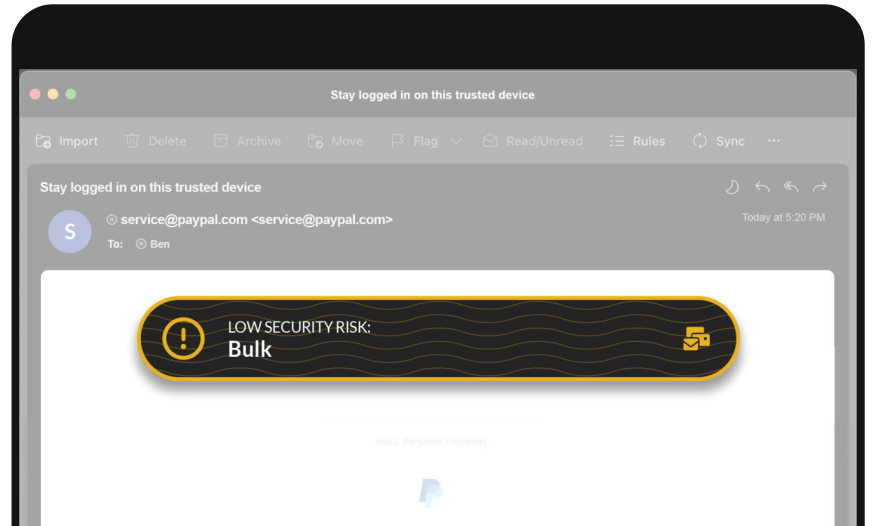 Stay logged in on this trusted device
Import Delete Archive Move Flag Read/Unread Rules Sync ...
Stay logged in on this trusted device
S
service@paypal.com <service@paypal.com>
Today at 5:20 PM
To: Ben
LOW SECURITY RISK:
Bulk
Hello, Benjamin Hathaway